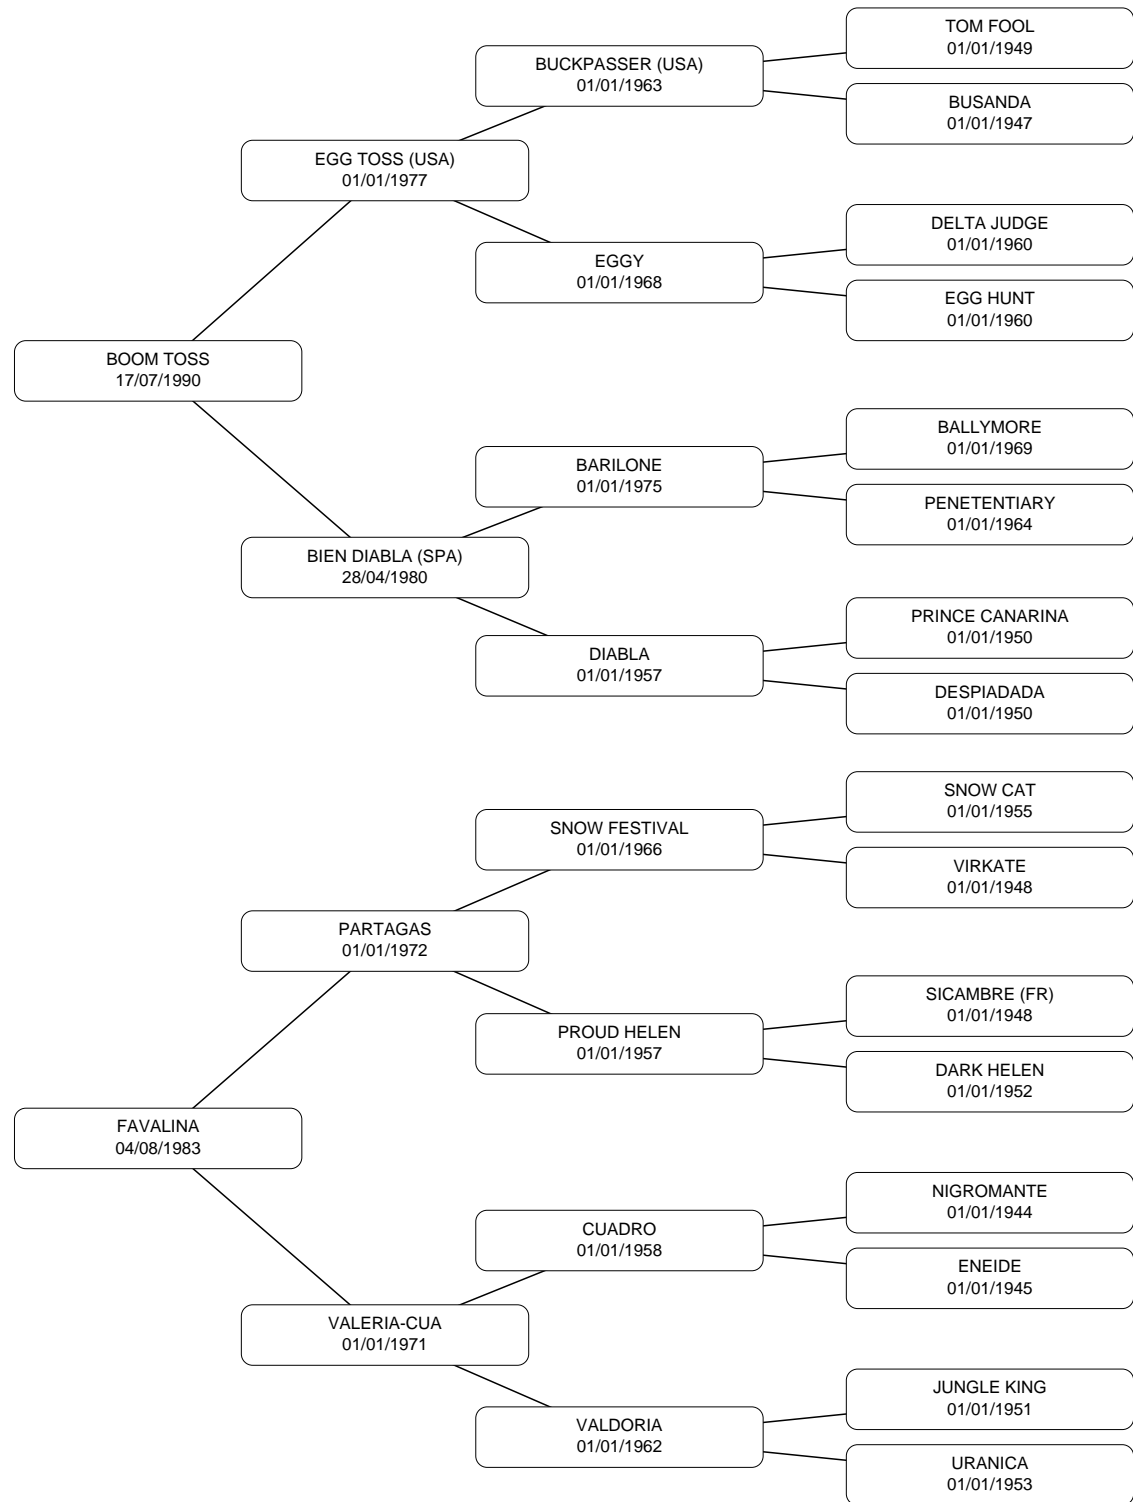 TOM FOOL
01/01/1949
BUCKPASSER (USA)
01/01/1963
BUSANDA
01/01/1947
EGG TOSS (USA)
01/01/1977
DELTA JUDGE
01/01/1960
EGGY
01/01/1968
EGG HUNT
01/01/1960
BOOM TOSS
17/07/1990
BALLYMORE
01/01/1969
BARILONE
01/01/1975
PENETENTIARY
01/01/1964
BIEN DIABLA (SPA)
28/04/1980
PRINCE CANARINA
01/01/1950
DIABLA
01/01/1957
DESPIADADA
01/01/1950
SNOW CAT
01/01/1955
SNOW FESTIVAL
01/01/1966
VIRKATE
01/01/1948
PARTAGAS
01/01/1972
SICAMBRE (FR)
01/01/1948
PROUD HELEN
01/01/1957
DARK HELEN
01/01/1952
FAVALINA
04/08/1983
NIGROMANTE
01/01/1944
CUADRO
01/01/1958
ENEIDE
01/01/1945
VALERIA-CUA
01/01/1971
JUNGLE KING
01/01/1951
VALDORIA
01/01/1962
URANICA
01/01/1953